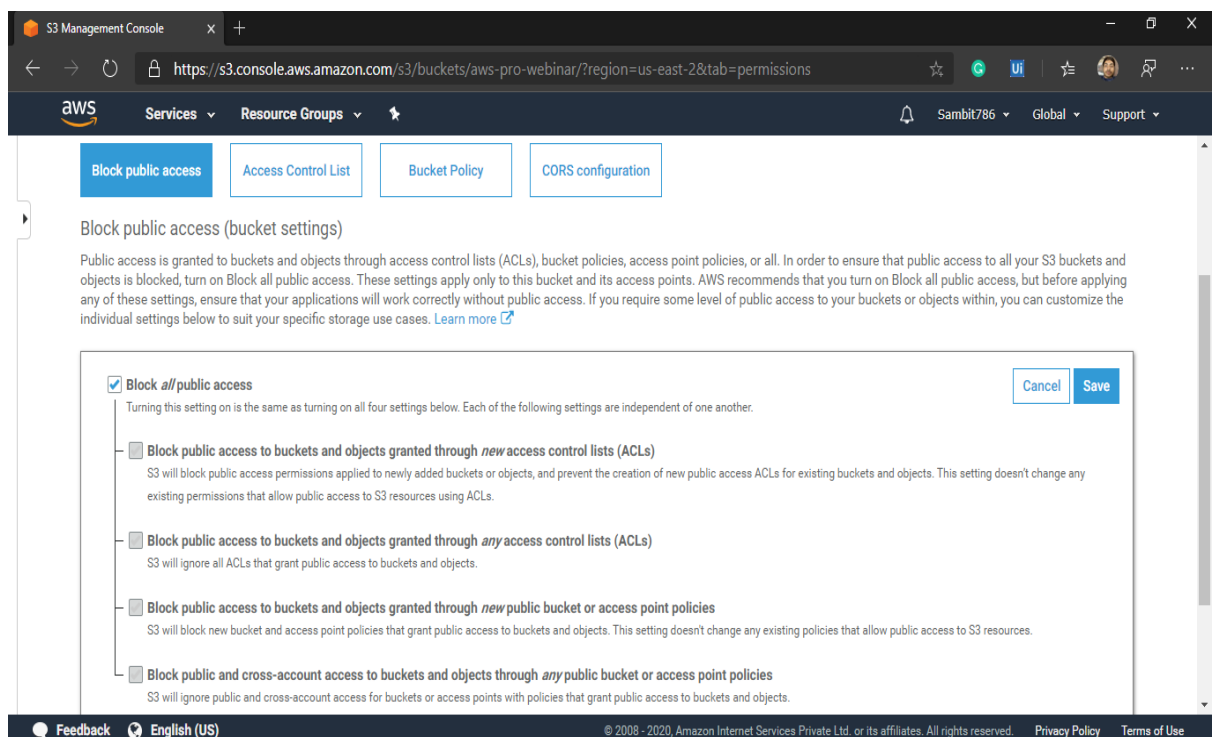 S3 Management Console
https://s3.console.aws.amazon.com/s3/buckets/aws-pro-webinar/?region=us-east-2&tab=permissions
aws Services Resource Groups Sambit786 Global Support
Block public access Access Control List Bucket Policy CORS configuration
Block public access (bucket settings)
Public access is granted to buckets and objects through access control lists (ACLs), bucket policies, access point policies, or all. In order to ensure that public access to all your S3 buckets and
objects is blocked, turn on Block all public access. These settings apply only to this bucket and its access points. AWS recommends that you turn on Block all public access, but before applying
any of these settings, ensure that your applications will work correctly without public access. If you require some level of public access to your buckets or objects within, you can customize the
individual settings below to suit your specific storage use cases. Learn more
Block all public access
Cancel Save
Turning this setting on is the same as turning on all four settings below. Each of the following settings are independent of one another.
Block public access to buckets and objects granted through new access control lists (ACLs)
S3 will block public access permissions applied to newly added buckets or objects, and prevent the creation of new public access ACLs for existing buckets and objects. This setting doesn't change any
existing permissions that allow public access to S3 resources using ACLs.
Block public access to buckets and objects granted through any access control lists (ACLs)
S3 will ignore all ACLs that grant public access to buckets and objects.
Block public access to buckets and objects granted through new public bucket or access point policies
S3 will block new bucket and access point policies that grant public access to buckets and objects. This setting doesn't change any existing policies that allow public access to S3 resources.
Block public and cross-account access to buckets and objects through any public bucket or access point policies
S3 will ignore public and cross-account access for buckets or access points with policies that grant public access to buckets and objects.
Feedback English (US) © 2008 - 2020, Amazon Internet Services Private Ltd. or its affiliates. All rights reserved. Privacy Policy Terms of Use